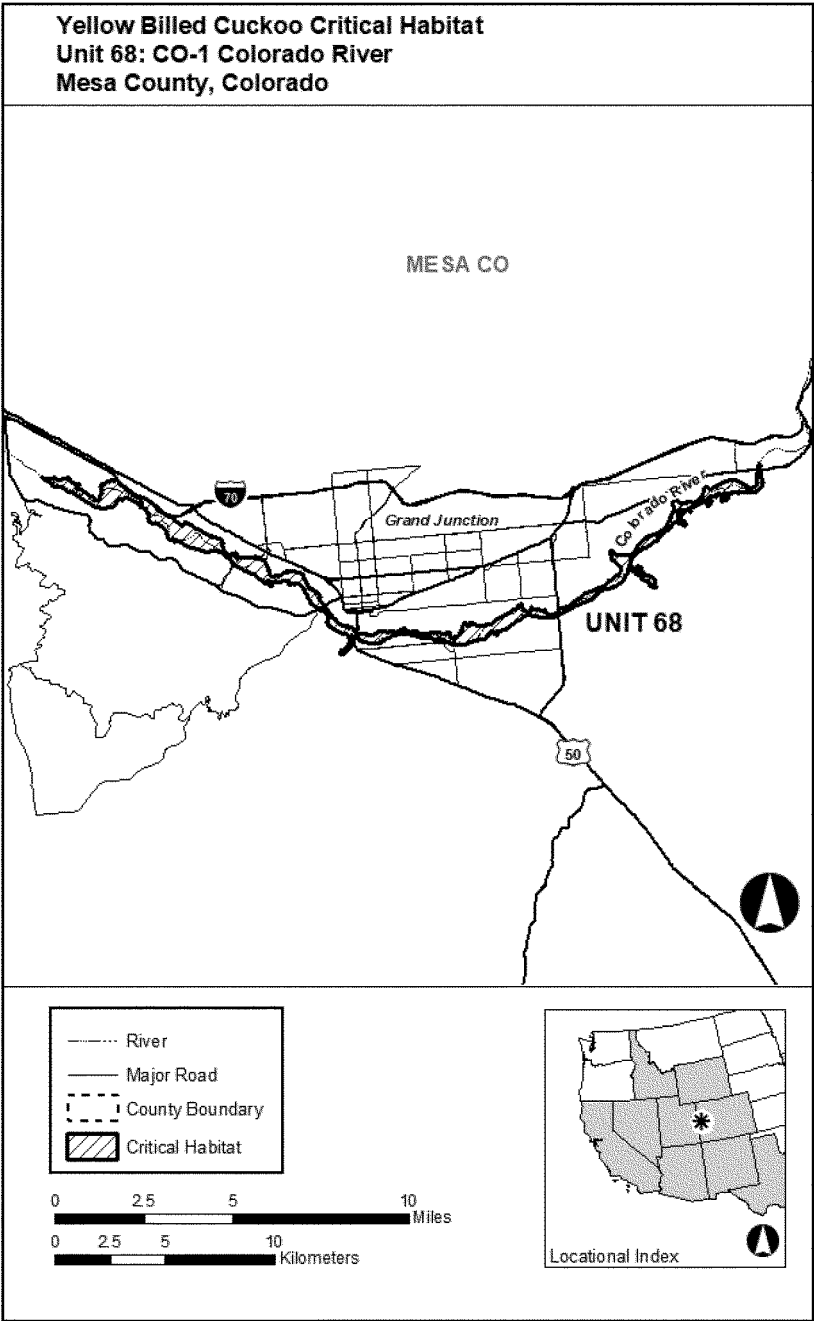 Yellow Billed Cuckoo Critical Habitat
Unit 68: CO-1 Colorado River
Mesa County, Colorado
MESA CO
70
Grand Junction
Colorado River
UNIT 68
50
River
Major Road
County Boundary
Critical Habitat
0 2.5 5 10
Miles
0 2.5 5 10
Kilometers
Locational Index